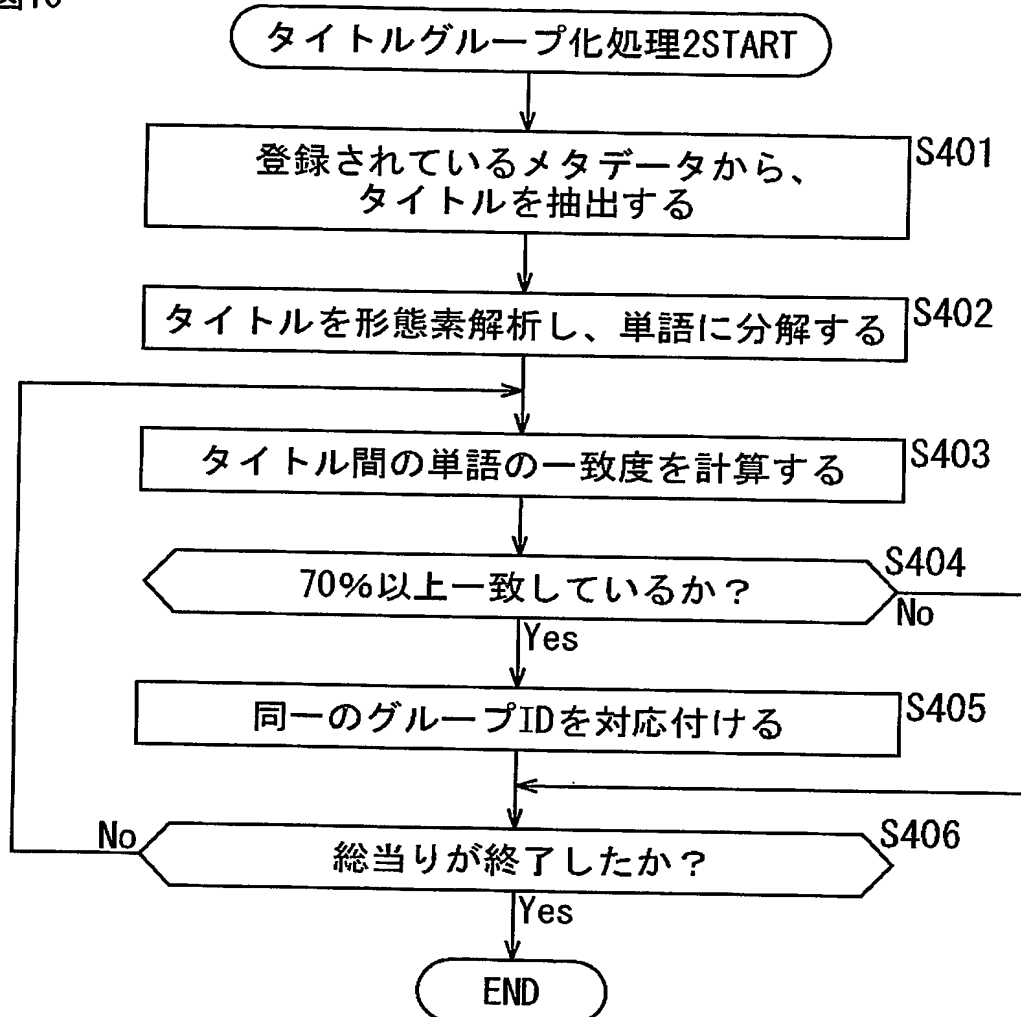 タイトルグループ化処理2START
登録されているメタデータから、
タイトルを抽出する
S401
タイトルを形態素解析し、単語に分解する
S402
タイトル間の単語の一致度を計算する
S403
70%以上一致しているか?
S404
No
Yes
同一のグループIDを対応付ける
S405
No
総当りが終了したか?
S406
Yes
END